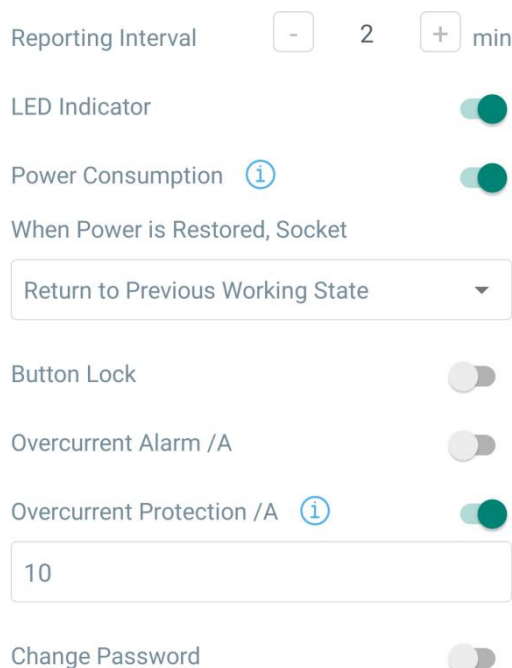 Reporting Interval - 2 + min
LED Indicator
Power Consumption i
When Power is Restored, Socket
Return to Previous Working State
Button Lock
Overcurrent Alarm /A
Overcurrent Protection /A i
10
Change Password